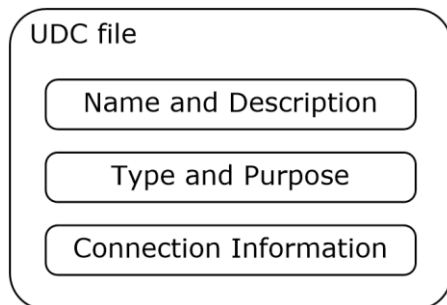 UDC file
Name and Description
Type and Purpose
Connection Information